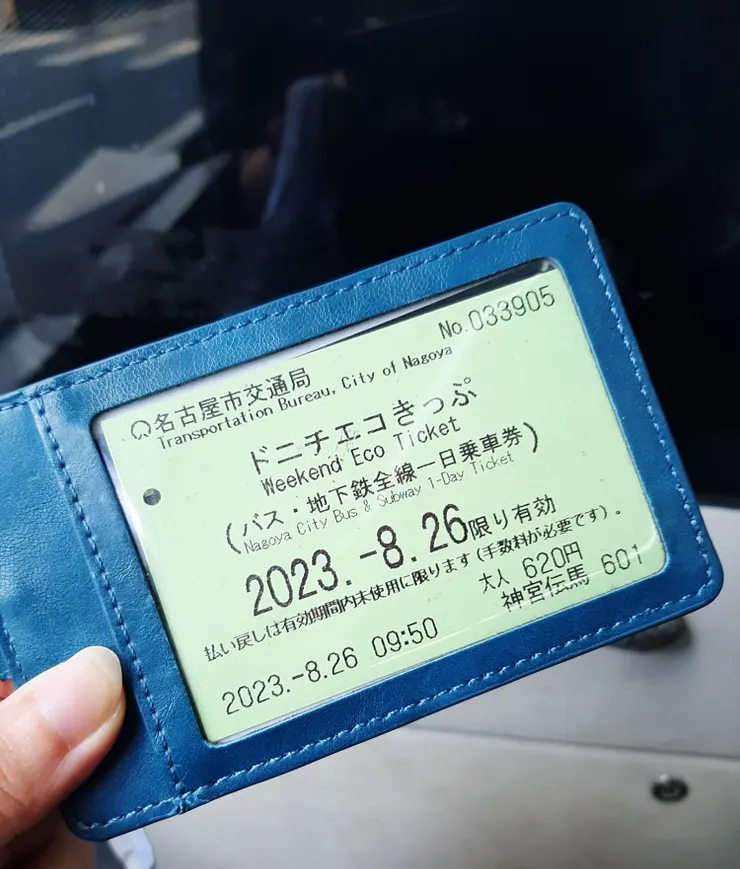 No.033905
名古屋市交通局
Transportation Bureau, City of Nagoya
ドニチエコきっぷ
Weekend Eco Ticket
(バス・地下鉄全線一日乗車券)
Nagoya City Bus & Subway 1-Day Ticket
2023.-8.26限り有効
払い戻しは有効期間内未使用に限ります(手数料が必要です)。
大人 620円
神宮伝馬 601
2023.-8.26 09:50